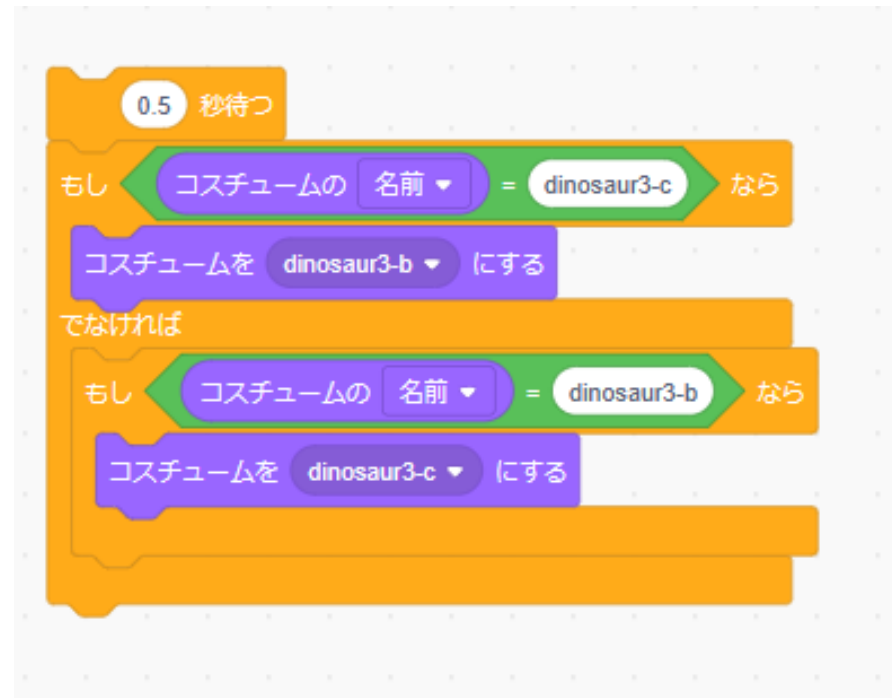 0.5 秒待つ
もし コスチュームの 名前 = dinosaur3-c なら
コスチュームを dinosaur3-b にする
でなければ
もし コスチュームの 名前 = dinosaur3-b なら
コスチュームを dinosaur3-c にする